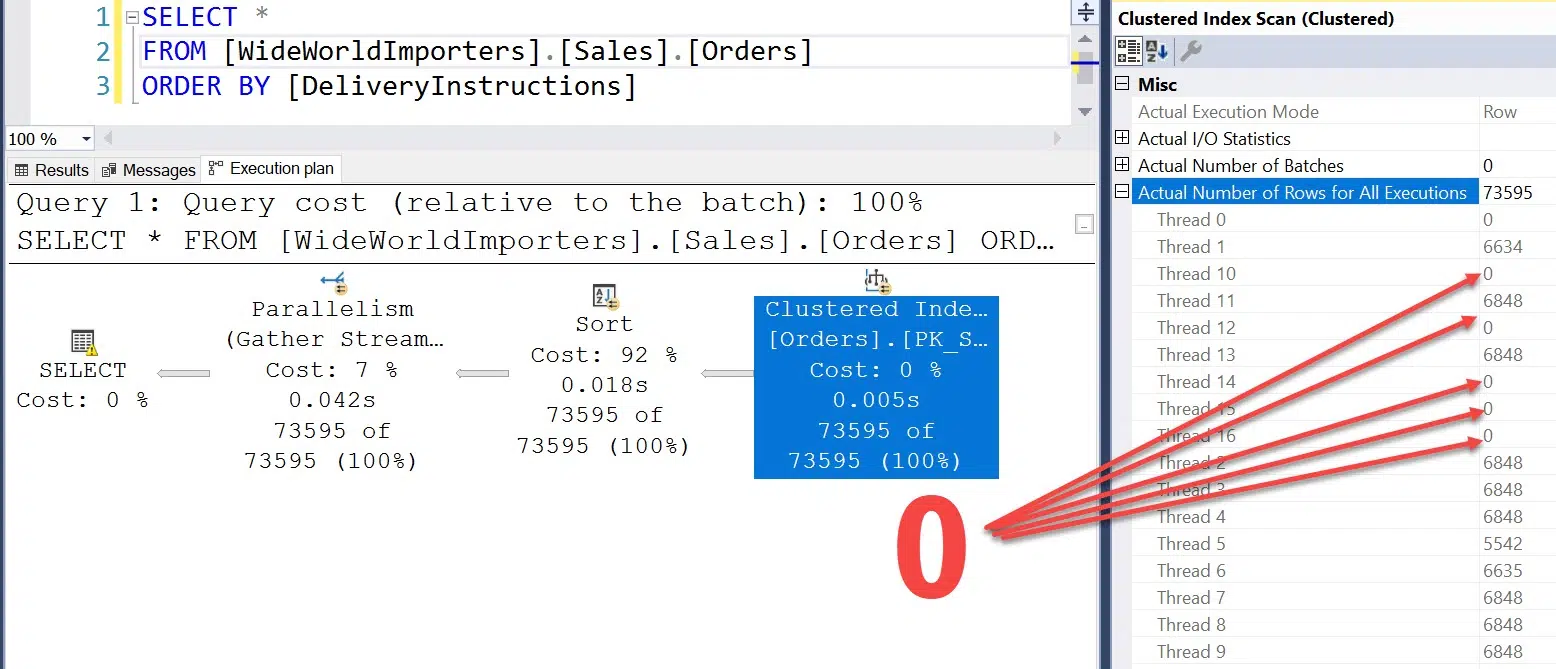 1 SELECT *
2 FROM [WideWorldImporters].[Sales].[Orders]
3 ORDER BY [DeliveryInstructions]
100 %
Results Messages Execution plan
Query 1: Query cost (relative to the batch): 100%
SELECT * FROM [WideWorldImporters].[Sales].[Orders] ORD...
SELECT
Cost: 0 %
Parallelism
(Gather Stream...
Cost: 7 %
0.042s
73595 of
73595 (100%)
Sort
Cost: 92 %
0.018s
73595 of
73595 (100%)
Clustered Inde...
[Orders].[PK_S...
Cost: 0 %
0.005s
73595 of
73595 (100%)
0
Clustered Index Scan (Clustered)
Misc
Actual Execution Mode Row
Actual I/O Statistics
Actual Number of Batches 0
Actual Number of Rows for All Executions 73595
Thread 0 0
Thread 1 6634
Thread 10 0
Thread 11 6848
Thread 12 0
Thread 13 6848
Thread 14 0
Thread 15 0
Thread 16 0
Thread 2 6848
Thread 3 6848
Thread 4 6848
Thread 5 5542
Thread 6 6635
Thread 7 6848
Thread 8 6848
Thread 9 6848